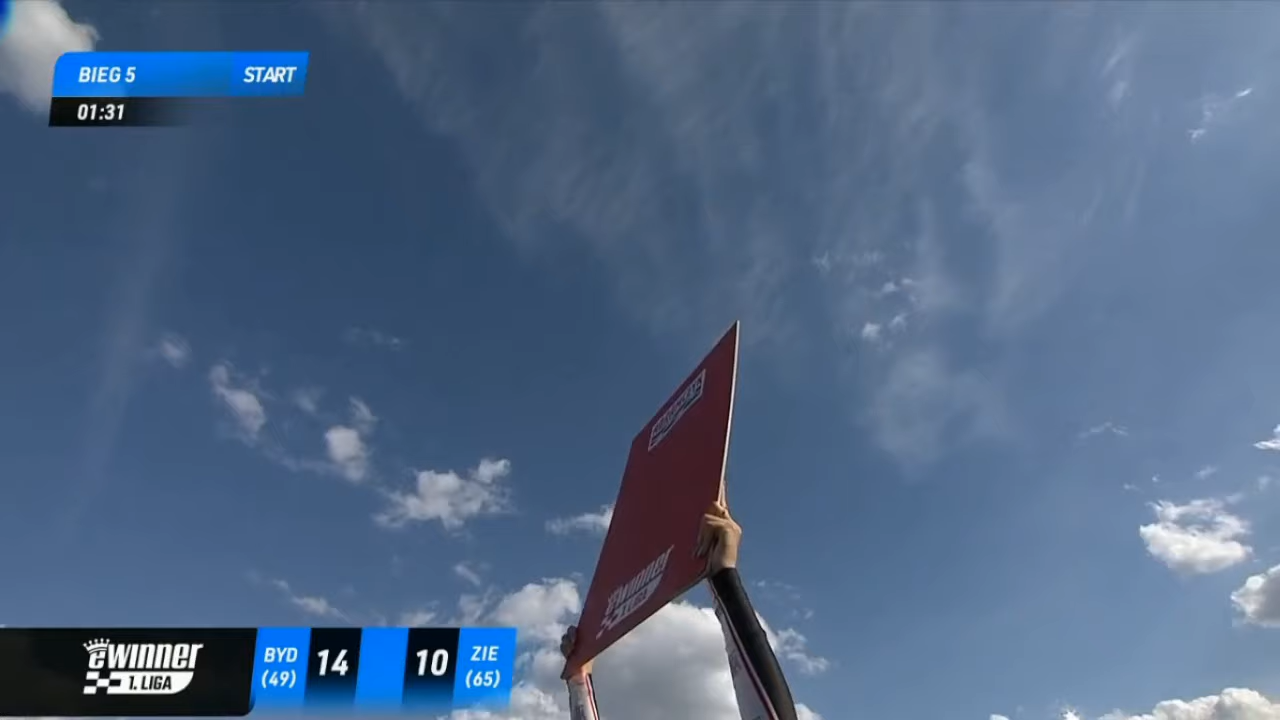 BIEG 5 START
01:31
eWINNER
1. LIGA
eWINNER
1. LIGA
BYD
(49)
14
10
ZIE
(65)